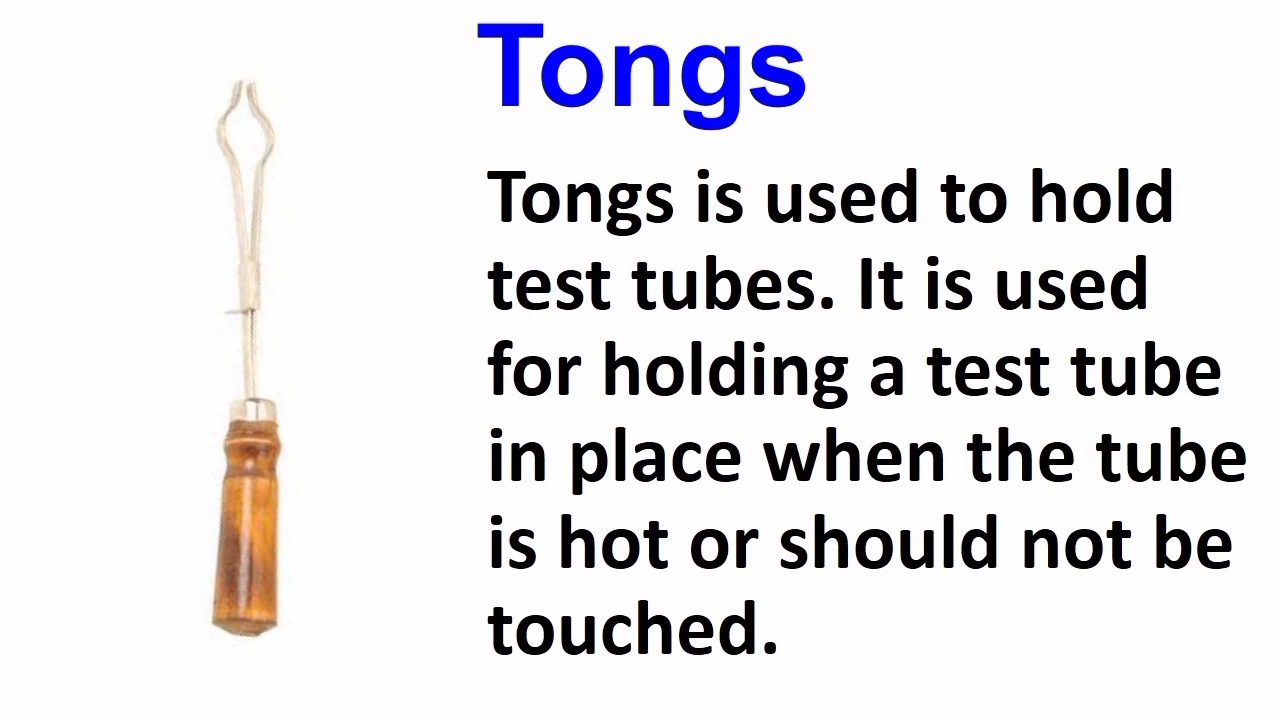 Tongs
Tongs is used to hold
test tubes. It is used
for holding a test tube
in place when the tube
is hot or should not be
touched.